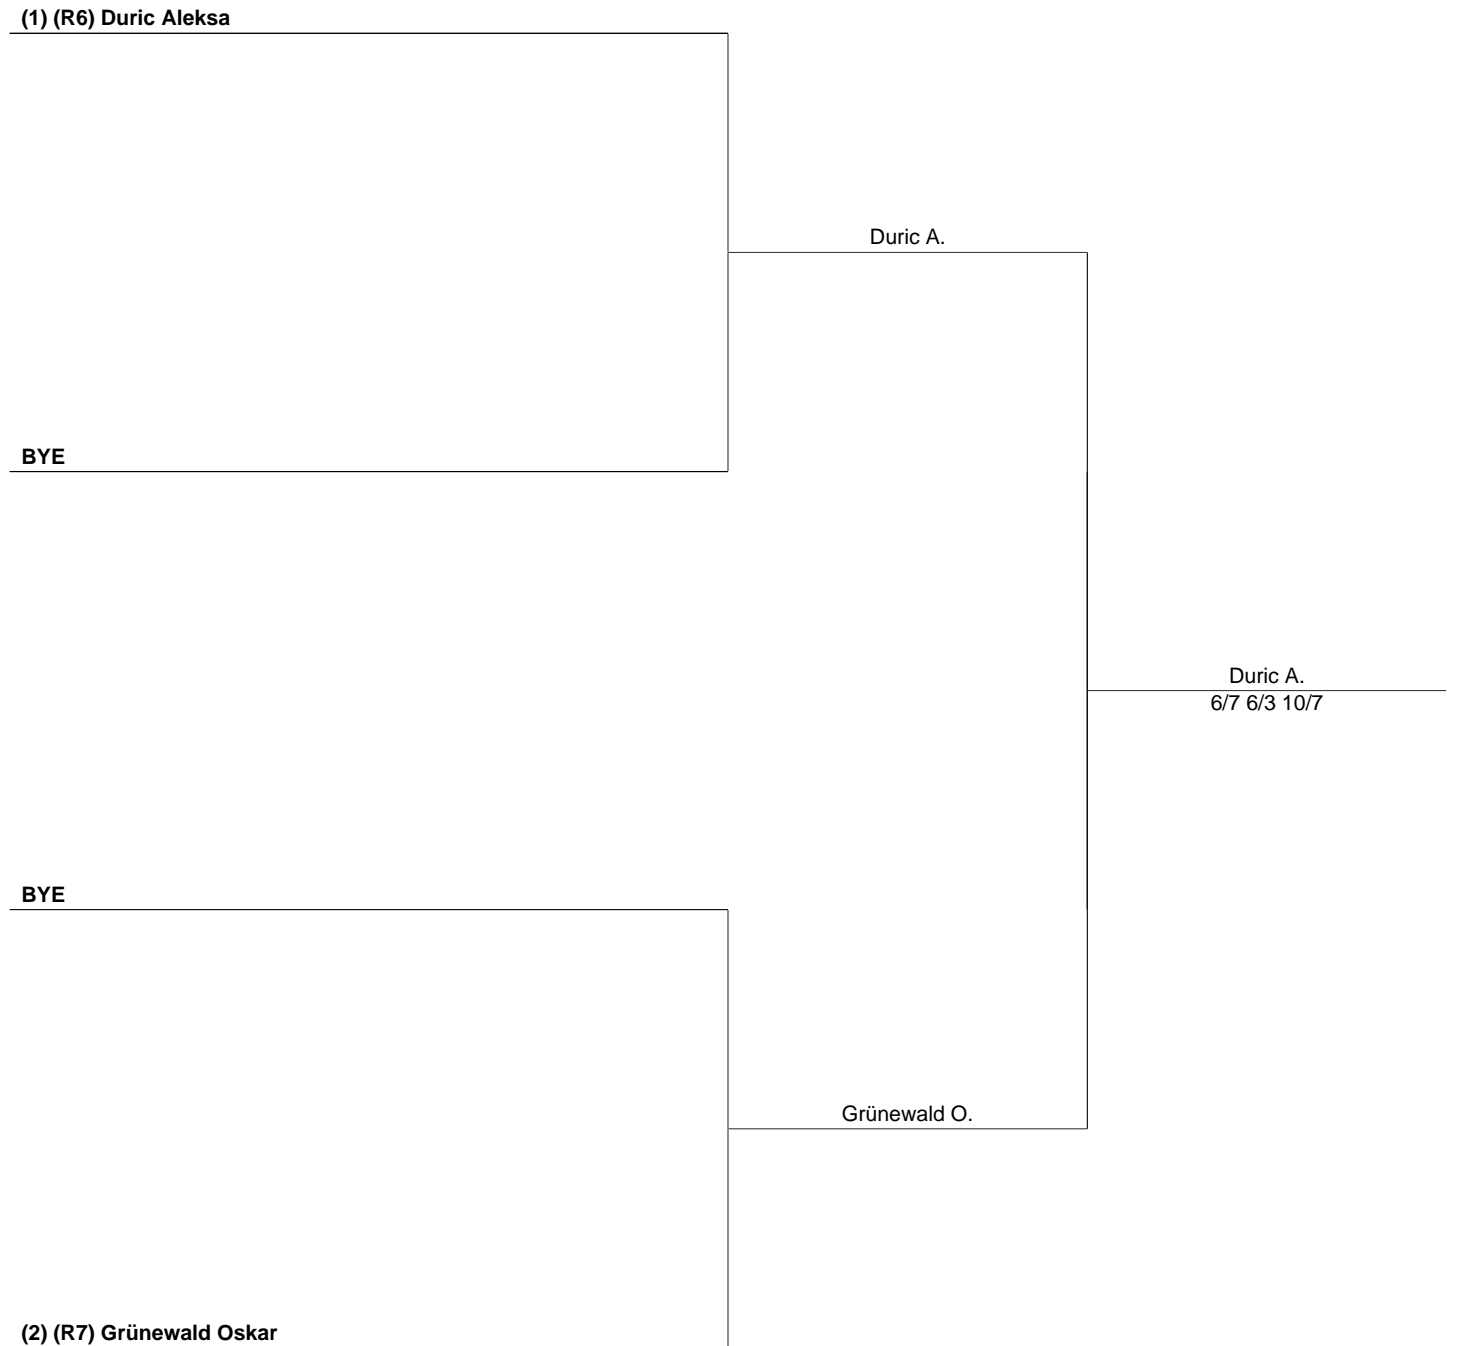 (1) (R6) Duric Aleksa
Duric A.
BYE
Duric A.
6/7 6/3 10/7
BYE
Grünewald O.
(2) (R7) Grünewald Oskar